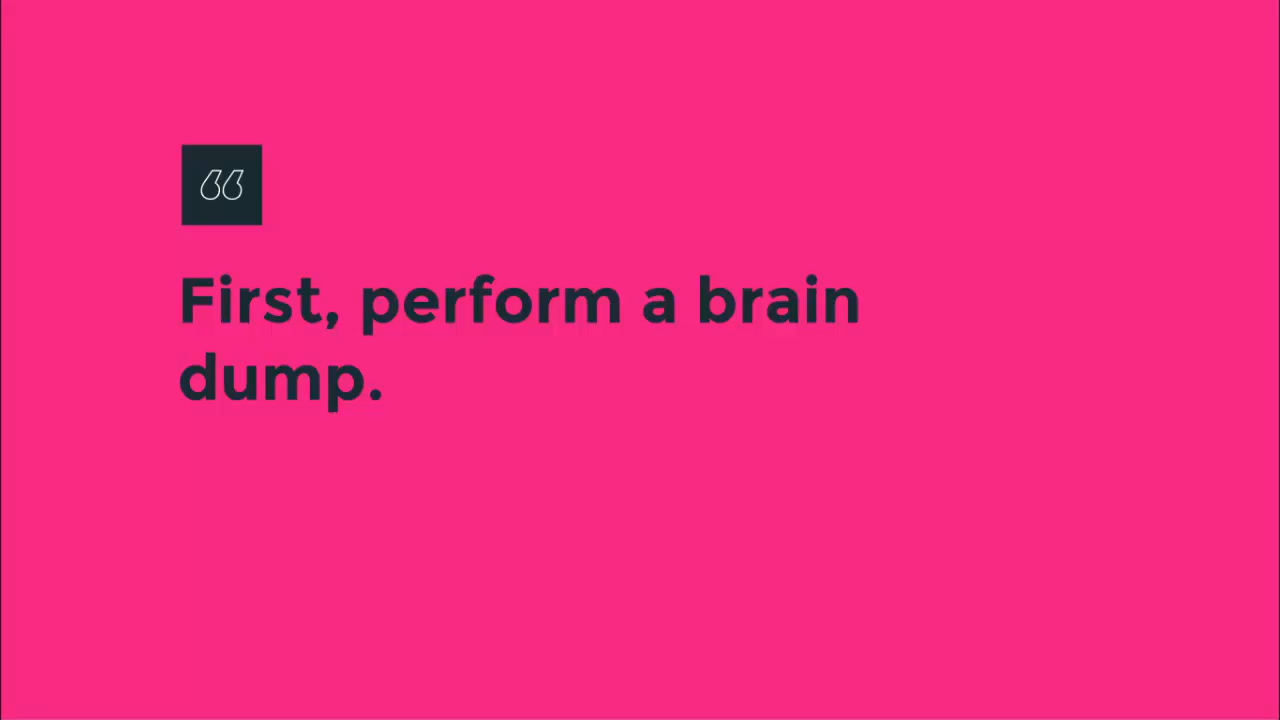 “
First, perform a brain
dump.